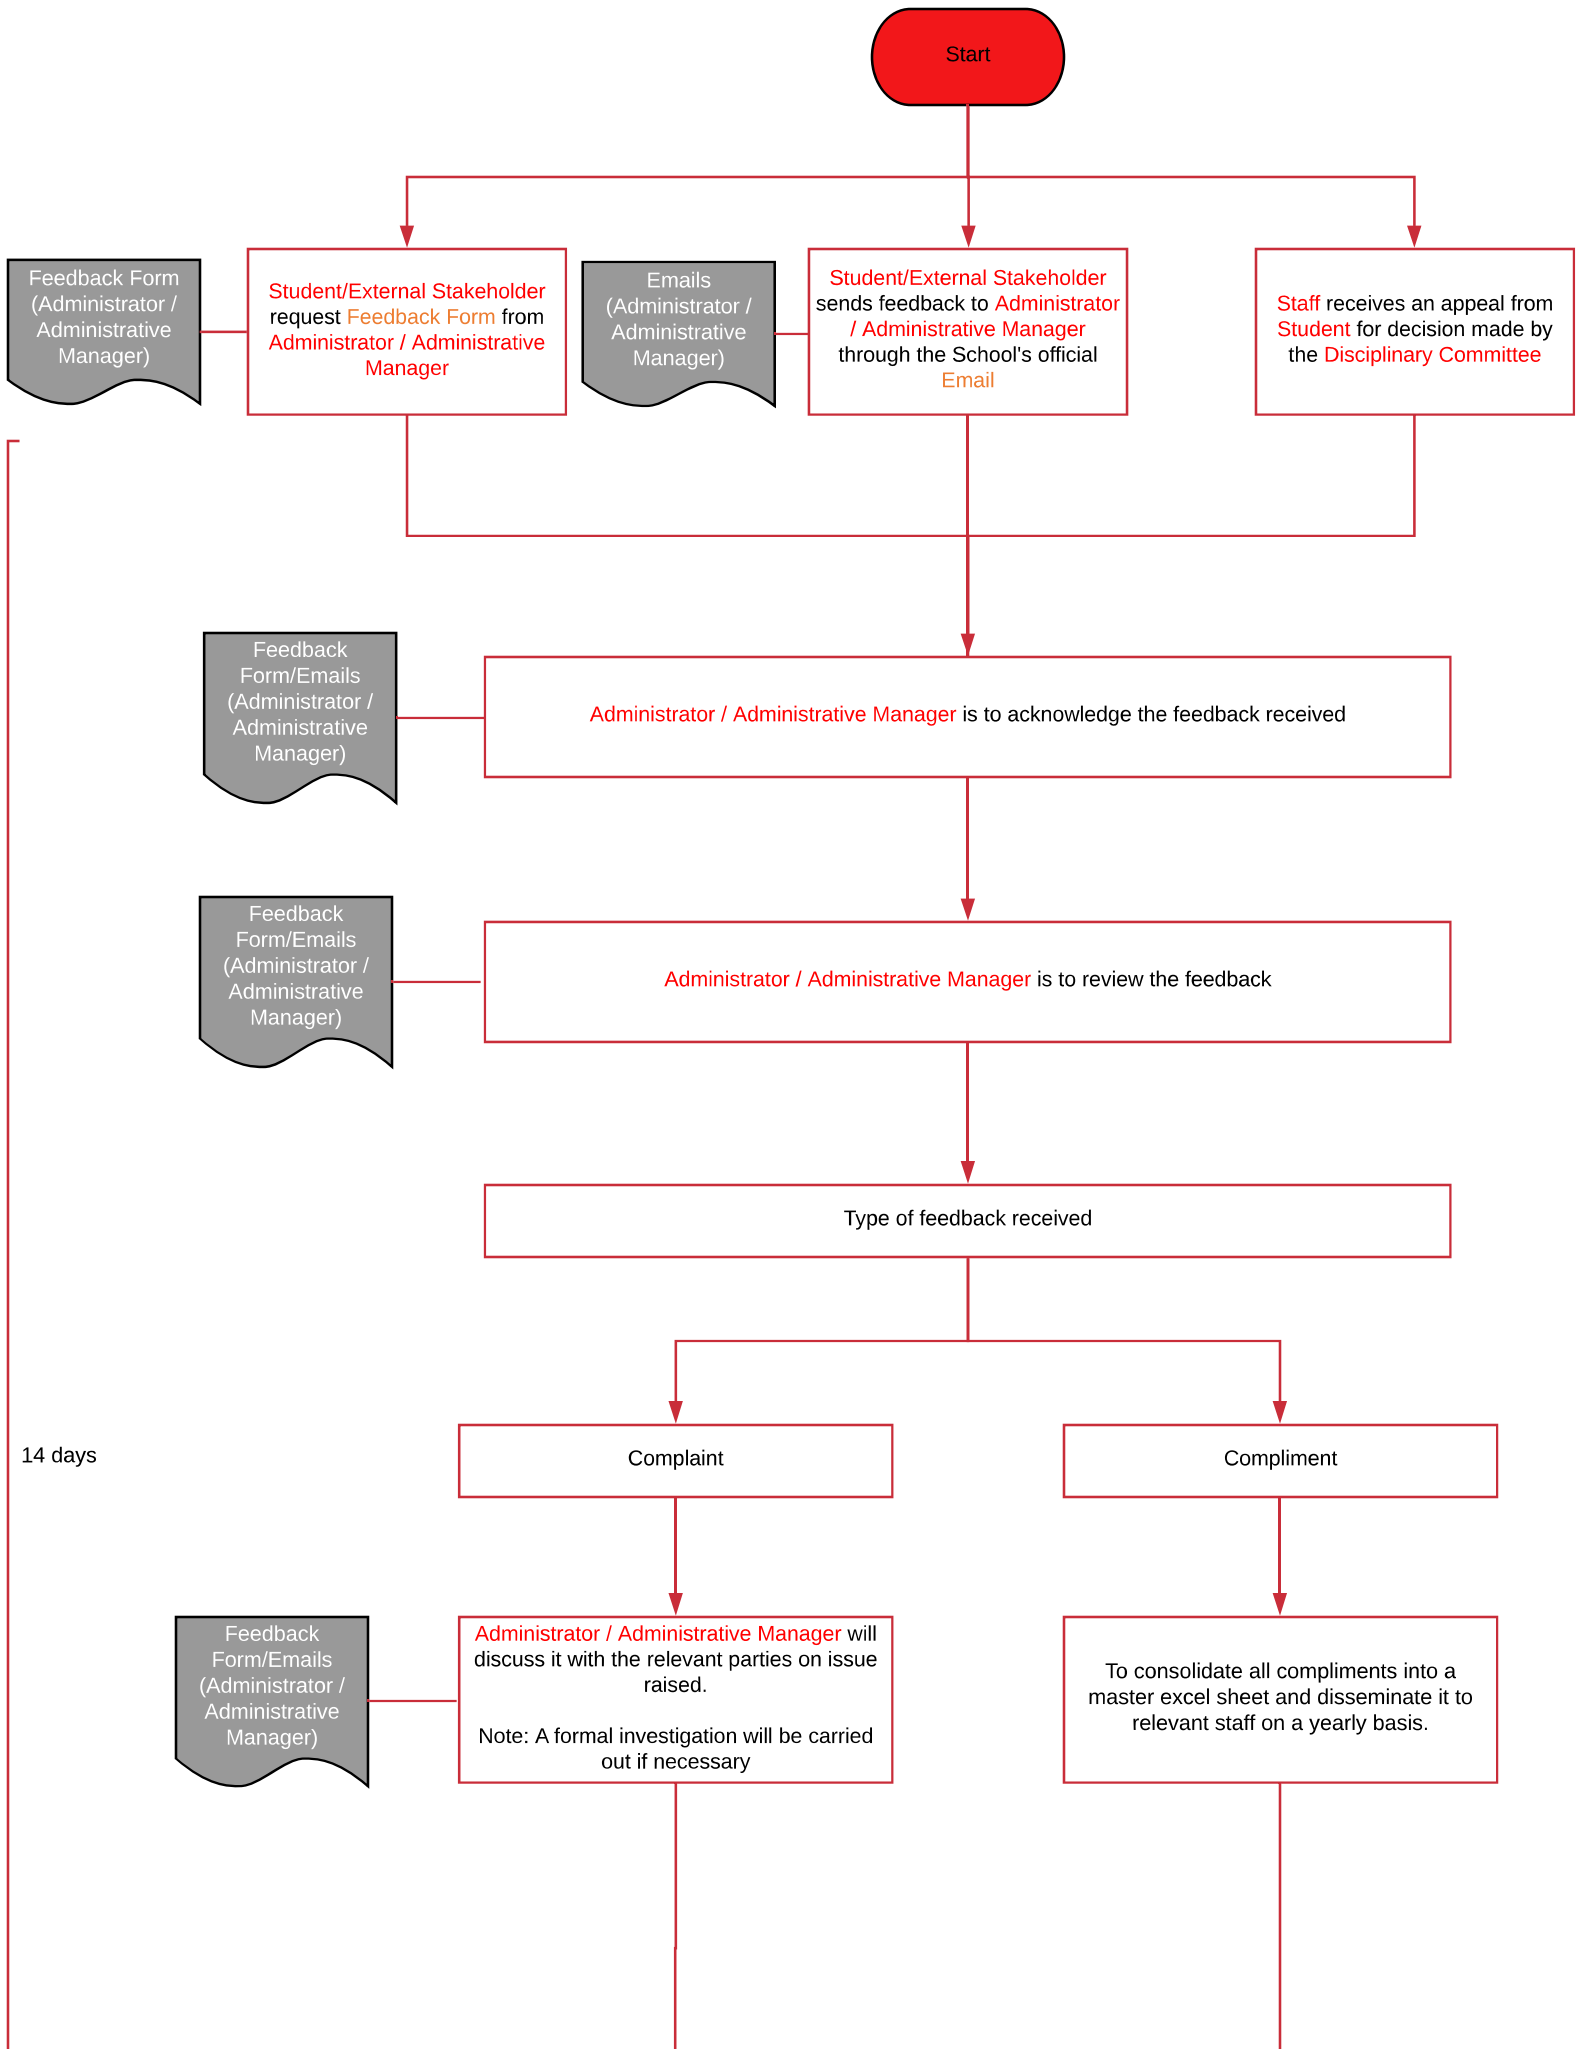 Start
Feedback Form
(Administrator /
Administrative
Manager)
Student/External Stakeholder
request Feedback Form from
Administrator / Administrative
Manager
Emails
(Administrator /
Administrative
Manager)
Student/External Stakeholder
sends feedback to Administrator
/ Administrative Manager
through the School's official
Email
Staff receives an appeal from
Student for decision made by
the Disciplinary Committee
Feedback
Form/Emails
(Administrator /
Administrative
Manager)
Administrator / Administrative Manager is to acknowledge the feedback received
Feedback
Form/Emails
(Administrator /
Administrative
Manager)
Administrator / Administrative Manager is to review the feedback
Type of feedback received
14 days
Complaint
Compliment
Feedback
Form/Emails
(Administrator /
Administrative
Manager)
Administrator / Administrative Manager will
discuss it with the relevant parties on issue
raised.
Note: A formal investigation will be carried
out if necessary
To consolidate all compliments into a
master excel sheet and disseminate it to
relevant staff on a yearly basis.